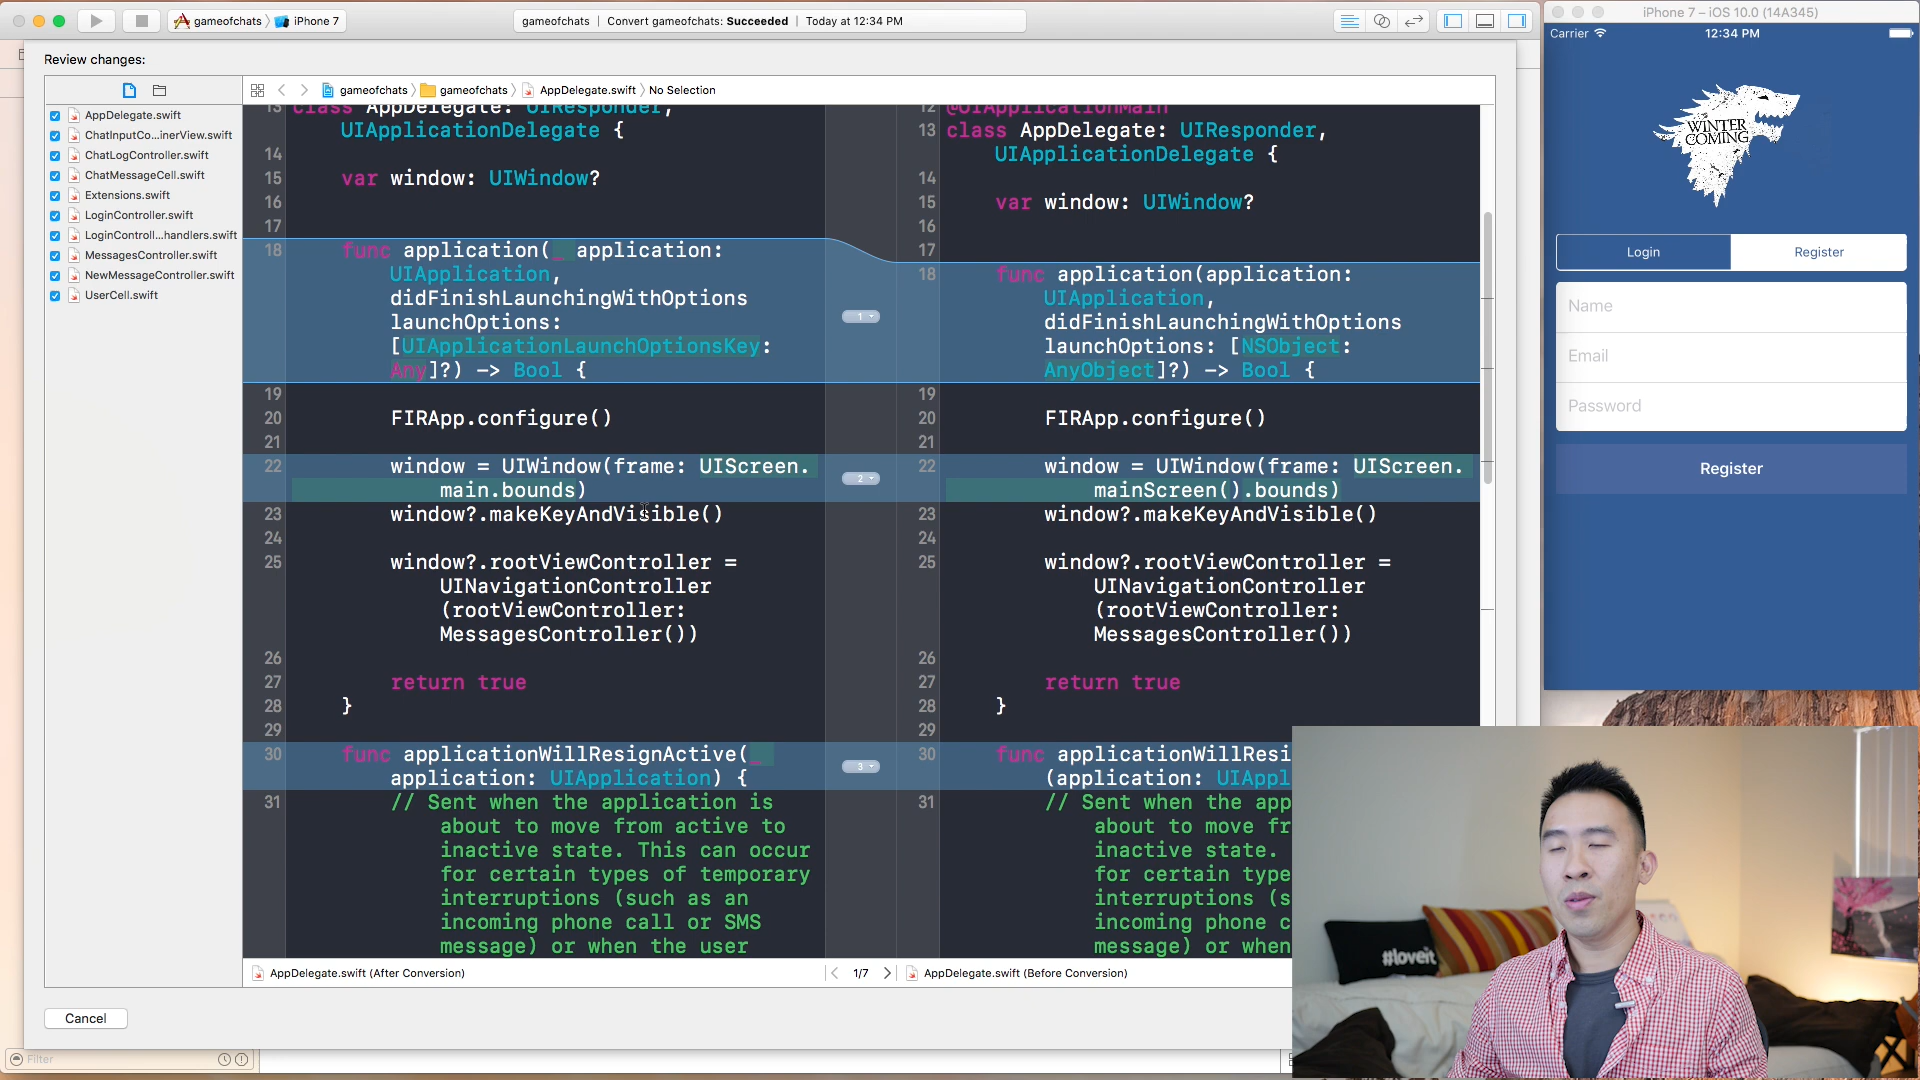 gameofchats
iPhone 7
gameofchats | Convert gameofchats: Succeeded | Today at 12:34 PM
Review changes:
gameofchats
gameofchats
AppDelegate.swift
No Selection
AppDelegate.swift
ChatInputCo...inerView.swift
ChatLogController.swift
ChatMessageCell.swift
Extensions.swift
LoginController.swift
LoginControll...handlers.swift
MessagesController.swift
NewMessageController.swift
UserCell.swift
13 class AppDelegate: UIResponder,
UIApplicationDelegate {
14
15 var window: UIWindow?
16
17
18 func application(_ application:
UIApplication,
didFinishLaunchingWithOptions
launchOptions:
[UIApplicationLaunchOptionsKey:
Any]?) -> Bool {
19
20 FIRApp.configure()
21
22 window = UIWindow(frame: UIScreen.
main.bounds)
23 window?.makeKeyAndVisible()
24
25 window?.rootViewController =
UINavigationController
(rootViewController:
MessagesController())
26
27 return true
28 }
29
30 func applicationWillResignActive(_
application: UIApplication) {
31 // Sent when the application is
about to move from active to
inactive state. This can occur
for certain types of temporary
interruptions (such as an
incoming phone call or SMS
message) or when the user
1
2
3
12 @UIApplicationMain
13 class AppDelegate: UIResponder,
UIApplicationDelegate {
14
15 var window: UIWindow?
16
17
18 func application(application:
UIApplication,
didFinishLaunchingWithOptions
launchOptions: [NSObject:
AnyObject]?) -> Bool {
19
20 FIRApp.configure()
21
22 window = UIWindow(frame: UIScreen.
mainScreen().bounds)
23 window?.makeKeyAndVisible()
24
25 window?.rootViewController =
UINavigationController
(rootViewController:
MessagesController())
26
27 return true
28 }
29
30 func applicationWillResi
(application: UIAppl
31 // Sent when the app
about to move fr
inactive state.
for certain type
interruptions (s
incoming phone c
message) or when
AppDelegate.swift (After Conversion)
1/7
AppDelegate.swift (Before Conversion)
Cancel
Filter
iPhone 7 – iOS 10.0 (14A345)
Carrier
12:34 PM
WINTER
COMING
Login
Register
Name
Email
Password
Register
#loveit